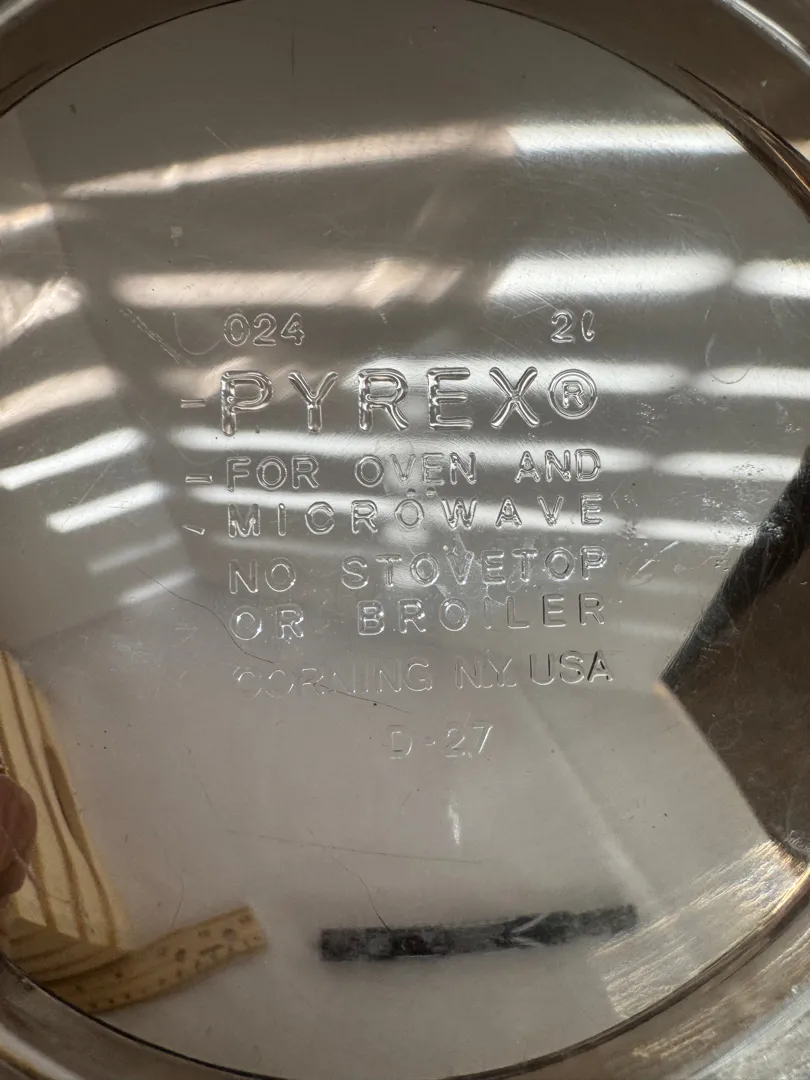 024 2l
PYREX®
FOR OVEN AND
MICROWAVE
NO STOVETOP
OR BROILER
CORNING N.Y. USA
D-27